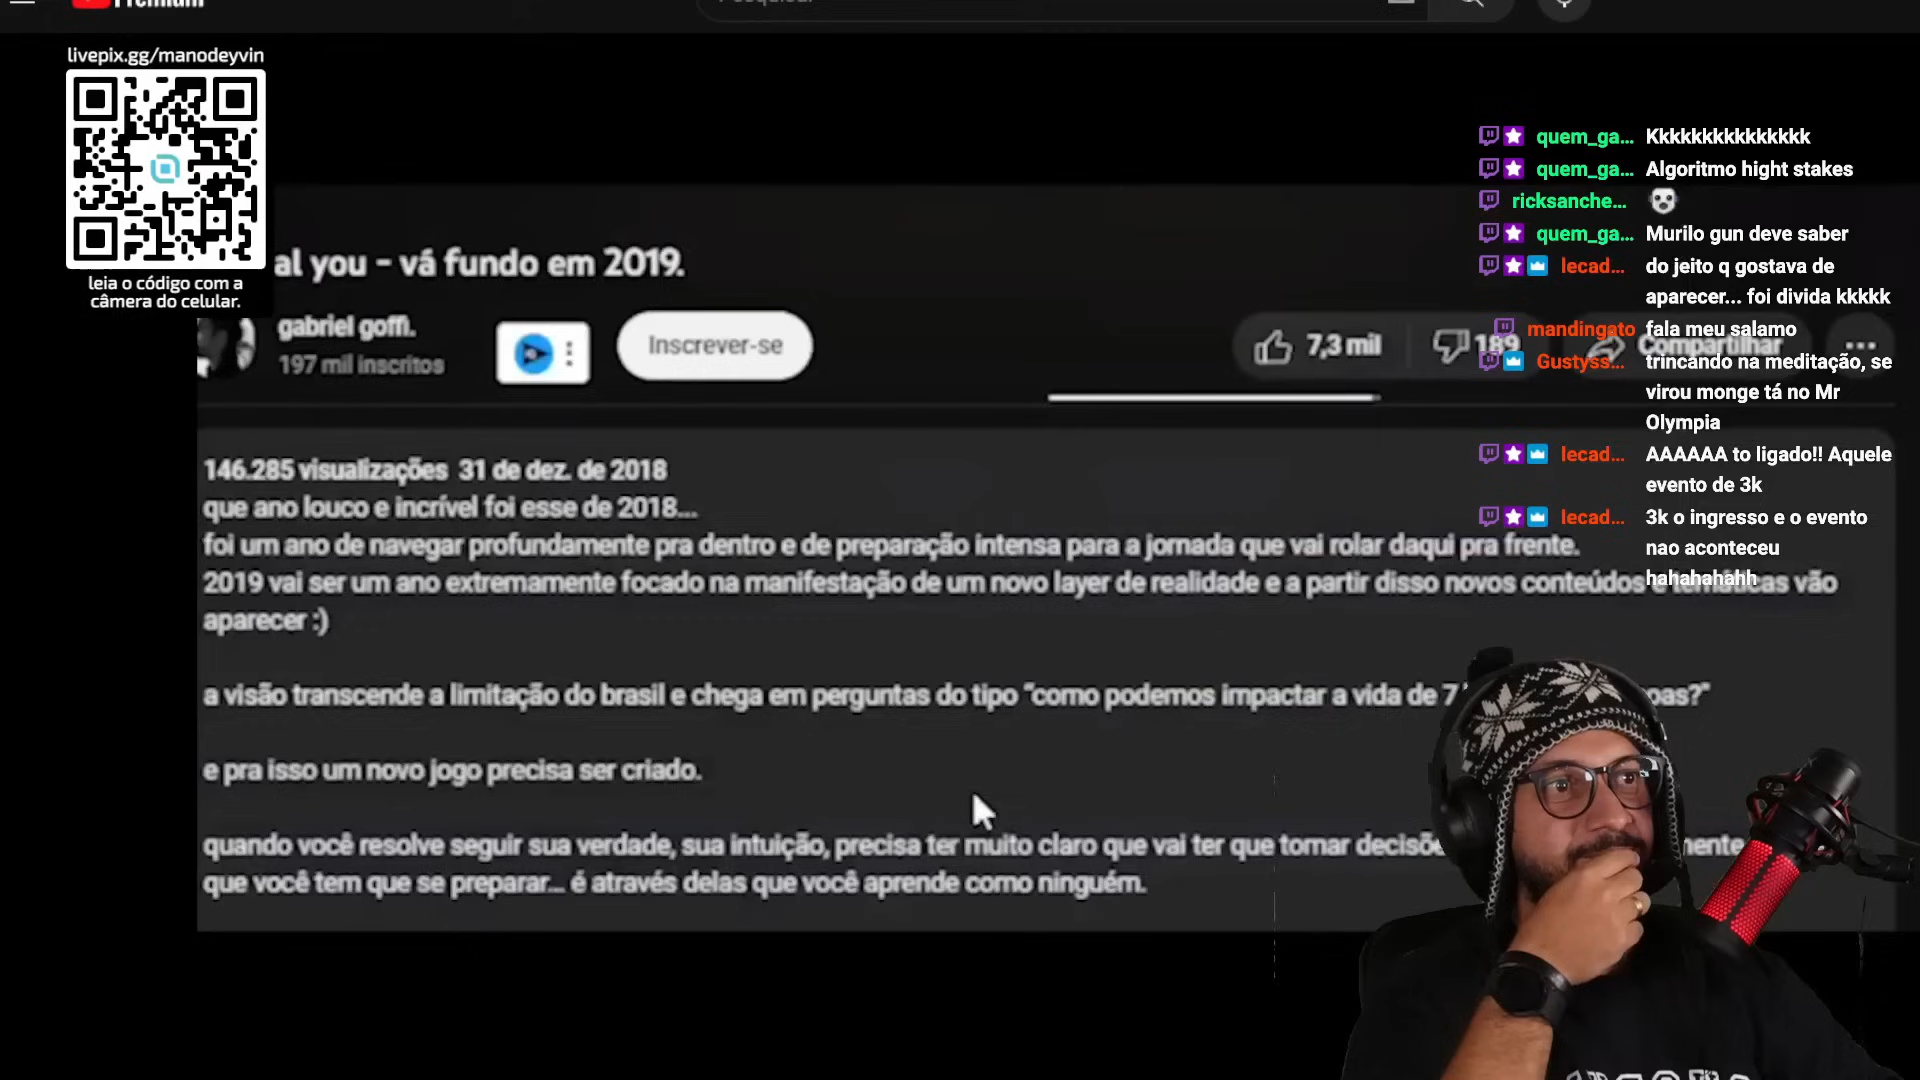 Premium
livepix.gg/manodeyvin
leia o código com a
câmera do celular.
al you - vá fundo em 2019.
gabriel goffi.
197 mil inscritos
Inscrever-se
7,3 mil
189
Compartilhar
146.285 visualizações 31 de dez. de 2018
que ano louco e incrível foi esse de 2018...
foi um ano de navegar profundamente pra dentro e de preparação intensa para a jornada que vai rolar daqui pra frente.
2019 vai ser um ano extremamente focado na manifestação de um novo layer de realidade e a partir disso novos conteúdos e temáticas vão
aparecer :)
a visão transcende a limitação do brasil e chega em perguntas do tipo "como podemos impactar a vida de 7
e pra isso um novo jogo precisa ser criado.
quando você resolve seguir sua verdade, sua intuição, precisa ter muito claro que vai ter que tomar
que você tem que se preparar... é através delas que você aprende como ninguém.
quem_ga... Kkkkkkkkkkkkkkk
quem_ga... Algoritmo hight stakes
ricksanche...
quem_ga... Murilo gun deve saber
lecad... do jeito q gostava de
aparecer... foi divida kkkkk
mandingato fala meu salamo
Gustyss... trincando na meditação, se
virou monge tá no Mr
Olympia
lecad... AAAAAA to ligado!! Aquele
evento de 3k
lecad... 3k o ingresso e o evento
nao aconteceu
hahahahahh